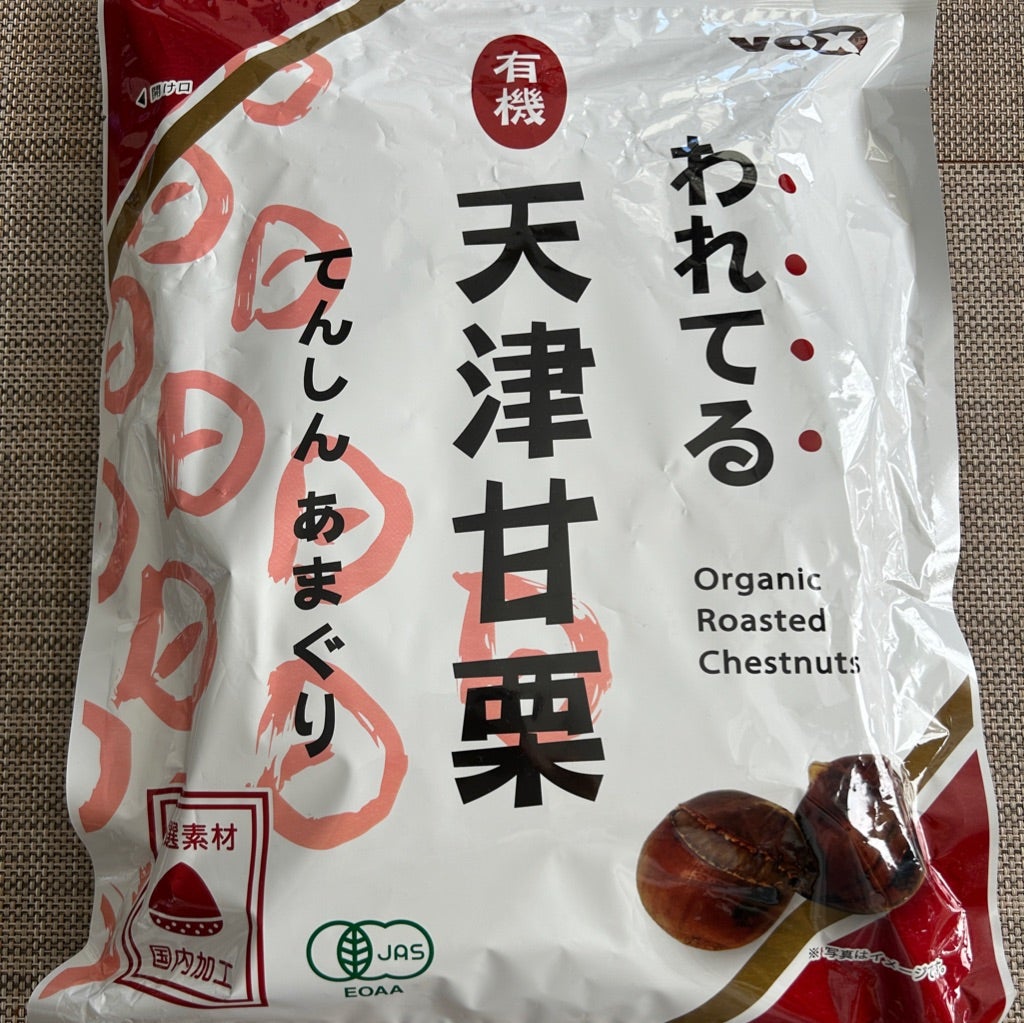 VOX
開け口
有機
われてる
天津甘栗
てんしん あまぐり
Organic
Roasted
Chestnuts
選素材
国内加工
JAS
EOAA
※写真はイメージです。